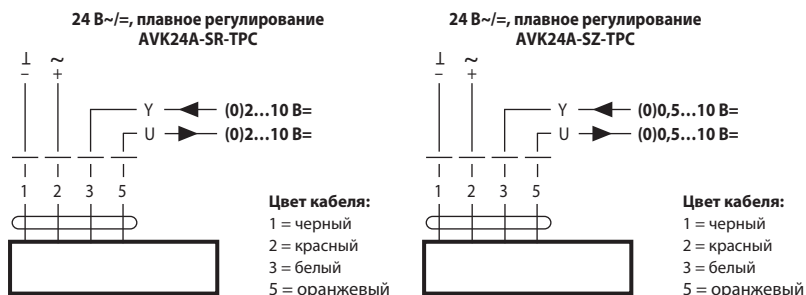 24 В~/=, плавное регулирование
AVK24A-SR-TPC
⊥ ~
– +
Y (0)2…10 В=
U (0)2…10 В=
1 2 3 5
Цвет кабеля:
1 = черный
2 = красный
3 = белый
5 = оранжевый
24 В~/=, плавное регулирование
AVK24A-SZ-TPC
⊥ ~
– +
Y (0)0,5…10 В=
U (0)0,5…10 В=
1 2 3 5
Цвет кабеля:
1 = черный
2 = красный
3 = белый
5 = оранжевый